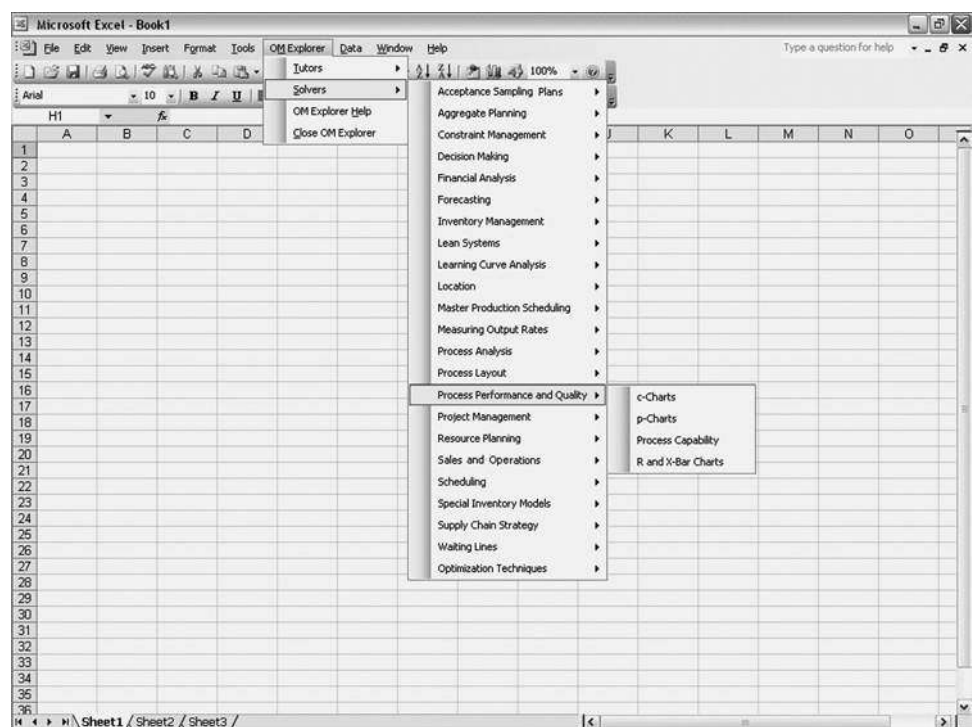 Microsoft Excel - Book1
File Edit View Insert Format Tools OM Explorer Data Window Help Type a question for help
100%
Arial 10 B I U
H1 fx
Tutors
Solvers
OM Explorer Help
Close OM Explorer
Acceptance Sampling Plans
Aggregate Planning
Constraint Management
Decision Making
Financial Analysis
Forecasting
Inventory Management
Lean Systems
Learning Curve Analysis
Location
Master Production Scheduling
Measuring Output Rates
Process Analysis
Process Layout
Process Performance and Quality
Project Management
Resource Planning
Sales and Operations
Scheduling
Special Inventory Models
Supply Chain Strategy
Waiting Lines
Optimization Techniques
c-Charts
p-Charts
Process Capability
R and X-Bar Charts
A B C D J K L M N O
1
2
3
4
5
6
7
8
9
10
11
12
13
14
15
16
17
18
19
20
21
22
23
24
25
26
27
28
29
30
31
32
33
34
35
36
Sheet1 Sheet2 Sheet3